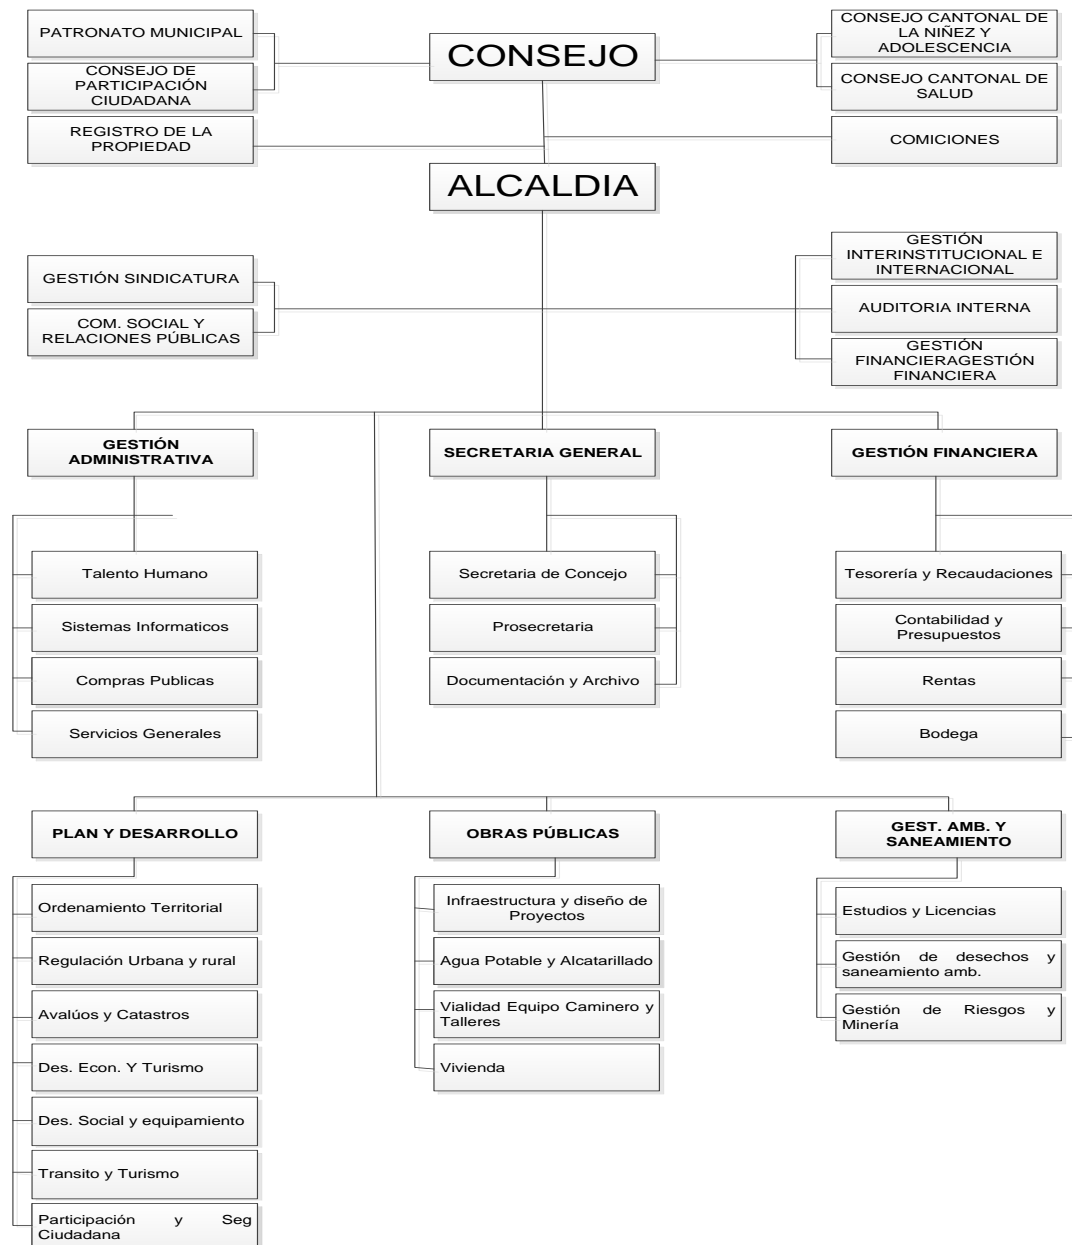 PATRONATO MUNICIPAL
CONSEJO DE
PARTICIPACIÓN
CIUDADANA
REGISTRO DE LA
PROPIEDAD
CONSEJO
CONSEJO CANTONAL DE
LA NIÑEZ Y
ADOLESCENCIA
CONSEJO CANTONAL DE
SALUD
COMICIONES
ALCALDIA
GESTIÓN SINDICATURA
COM. SOCIAL Y
RELACIONES PÚBLICAS
GESTIÓN
INTERINSTITUCIONAL E
INTERNACIONAL
AUDITORIA INTERNA
GESTIÓN
FINANCIERAGESTIÓN
FINANCIERA
GESTIÓN
ADMINISTRATIVA
Talento Humano
Sistemas Informaticos
Compras Publicas
Servicios Generales
SECRETARIA GENERAL
Secretaria de Concejo
Prosecretaria
Documentación y Archivo
GESTIÓN FINANCIERA
Tesorería y Recaudaciones
Contabilidad y
Presupuestos
Rentas
Bodega
PLAN Y DESARROLLO
Ordenamiento Territorial
Regulación Urbana y rural
Avalúos y Catastros
Des. Econ. Y Turismo
Des. Social y equipamiento
Transito y Turismo
Participación y Seg
Ciudadana
OBRAS PÚBLICAS
Infraestructura y diseño de
Proyectos
Agua Potable y Alcatarillado
Vialidad Equipo Caminero y
Talleres
Vivienda
GEST. AMB. Y
SANEAMIENTO
Estudios y Licencias
Gestión de desechos y
saneamiento amb.
Gestión de Riesgos y
Minería